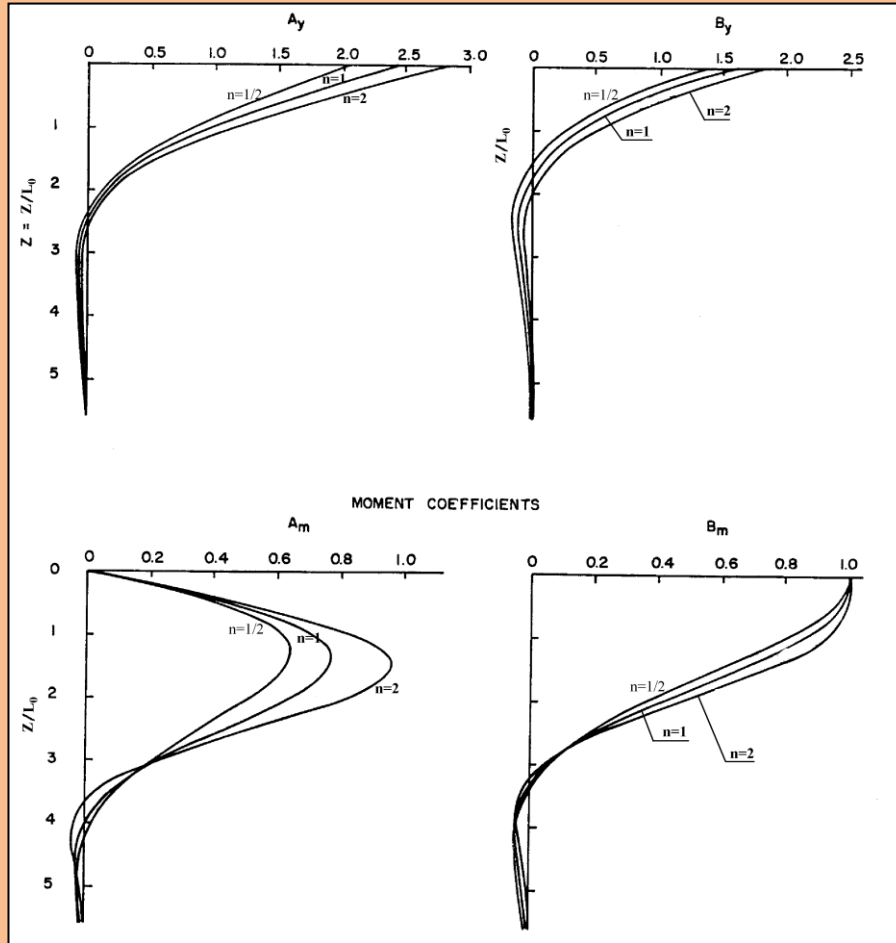 A y
0 0.5 1.0 1.5 2.0 2.5 3.0
n=1/2
n=1
n=2
1
2
3
4
5
Z = Z/L0
B y
0 0.5 1.0 1.5 2.0 2.5
n=1/2
n=1
n=2
Z/L0
MOMENT COEFFICIENTS
A m
0 0.2 0.4 0.6 0.8 1.0
0
1
2
3
4
5
n=1/2
n=1
n=2
Z/L0
B m
0 0.2 0.4 0.6 0.8 1.0
n=1/2
n=1
n=2